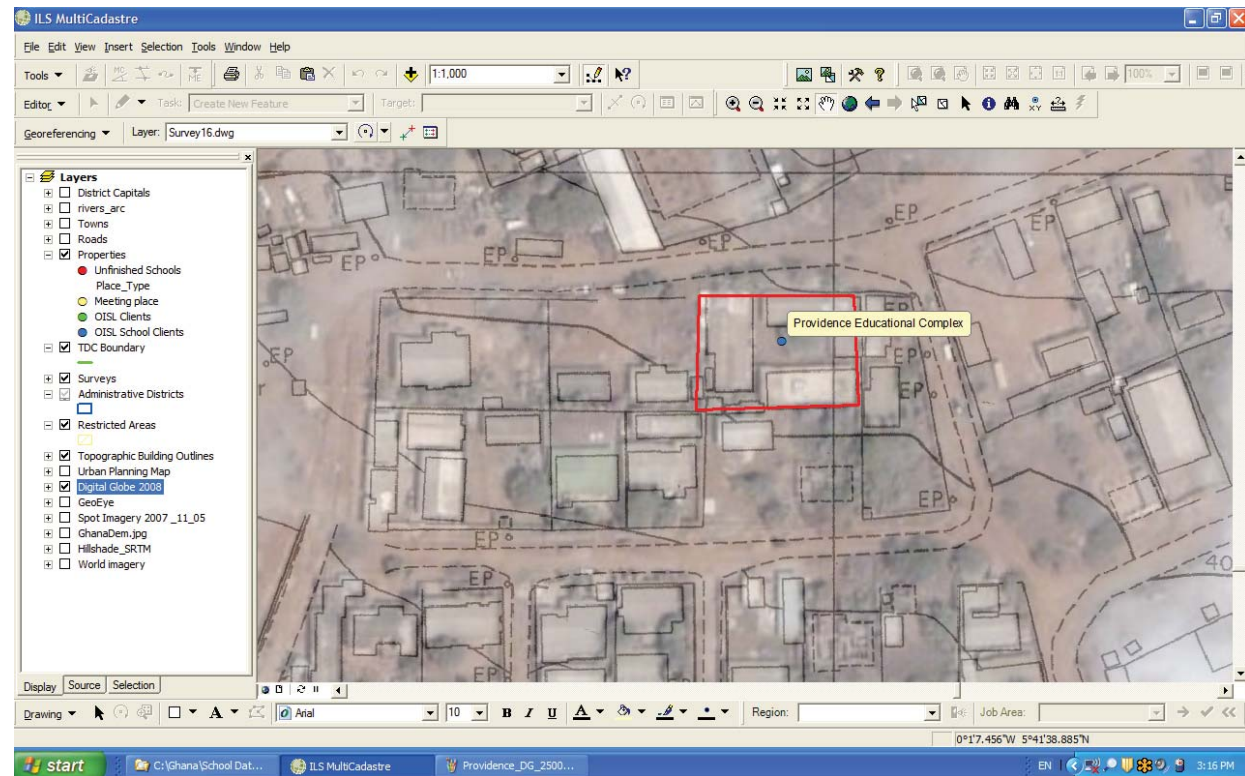 ILS MultiCadastre
File Edit View Insert Selection Tools Window Help
Tools 1:1,000 100%
Editor Task: Create New Feature Target:
Georeferencing Layer: Survey16.dwg
Layers
District Capitals
rivers_arc
Towns
Roads
Properties
Unfinished Schools
Place_Type
Meeting place
OISL Clients
OISL School Clients
TDC Boundary
Surveys
Administrative Districts
Restricted Areas
Topographic Building Outlines
Urban Planning Map
Digital Globe 2008
GeoEye
Spot Imagery 2007 _11_05
GhanaDem.jpg
Hillshade_SRTM
World imagery
EP
EP
EP
EP
EP
E
EP
EP
Providence Educational Complex
EP
EP
EP
EP
EP
EP
EP
40
Display Source Selection
Drawing Arial 10 B I U A Region: Job Area:
0°1'7.456"W 5°41'38.885"N
start C:\Ghana\School Dat... ILS MultiCadastre Providence_DG_2500... EN 3:16 PM